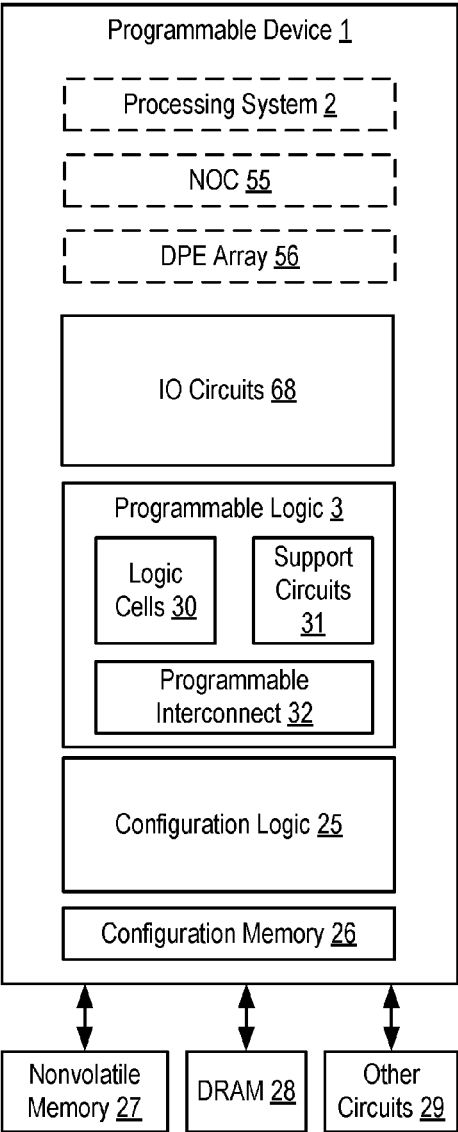 Programmable Device 1
Processing System 2
NOC 55
DPE Array 56
IO Circuits 68
Programmable Logic 3
Logic
Cells 30
Support
Circuits
31
Programmable
Interconnect 32
Configuration Logic 25
Configuration Memory 26
Nonvolatile
Memory 27
DRAM 28
Other
Circuits 29